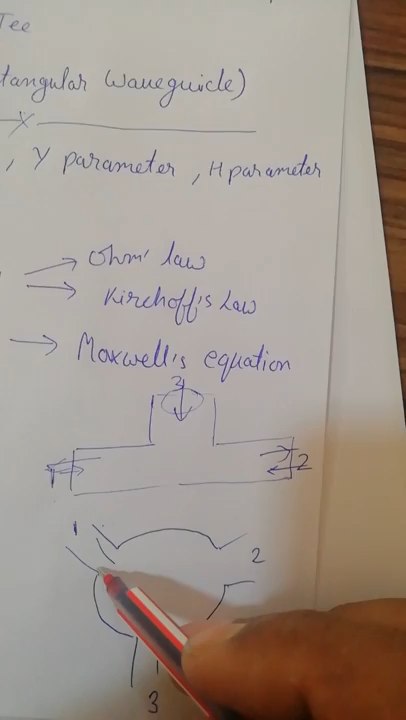 Tee
tangular Waveguide)
X
, Y parameter , H parameter
Ohm' law
Kirchoff's Law
Maxwell's equation
3
1 2
1 2
3